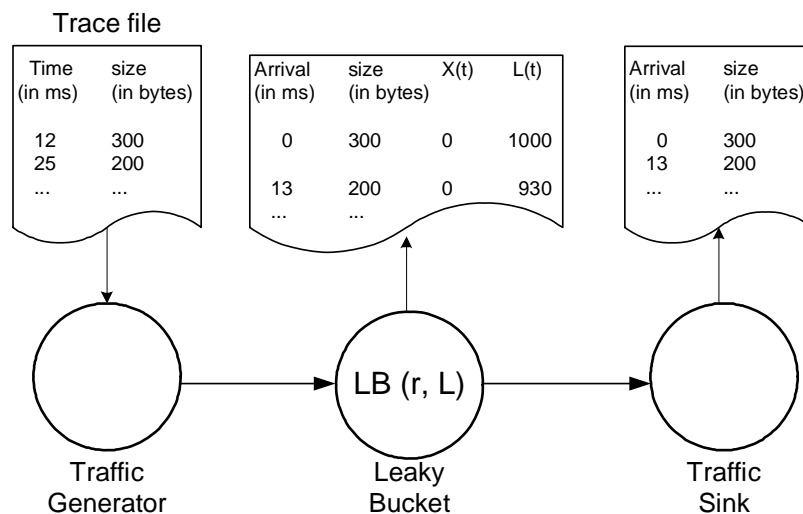 Trace file
Time size
(in ms) (in bytes)
12 300
25 200
... ...
Arrival size X(t) L(t)
(in ms) (in bytes)
0 300 0 1000
13 200 0 930
... ...
Arrival size
(in ms) (in bytes)
0 300
13 200
... ...
LB (r, L)
Traffic
Generator
Leaky
Bucket
Traffic
Sink